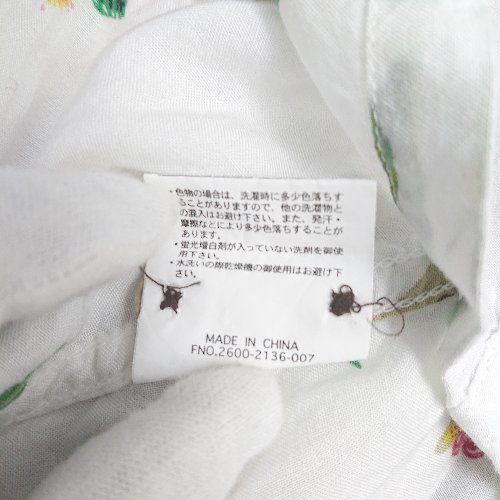 ・色物の場合は、洗濯時に多少色落ちす
ることがありますので、他の洗濯物と
の混入はお避け下さい。また、発汗・
摩擦などにより多少色落ちすることが
あります。
・蛍光増白剤が入っていない洗剤を御使
用下さい。
・水洗いの際乾燥機の御使用はお避け下
さい。
MADE IN CHINA
FNO.2600-2136-007